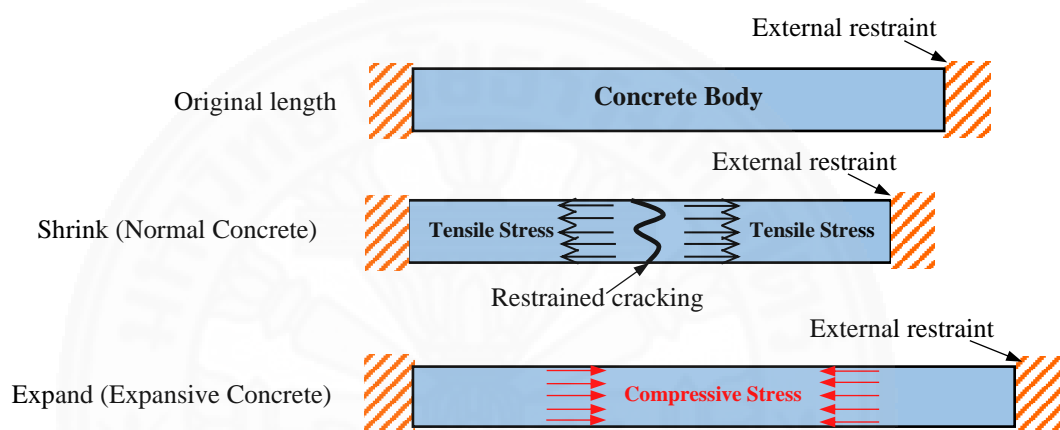 External restraint
Original length
Concrete Body
External restraint
Shrink (Normal Concrete)
Tensile Stress
Tensile Stress
Restrained cracking
External restraint
Expand (Expansive Concrete)
Compressive Stress